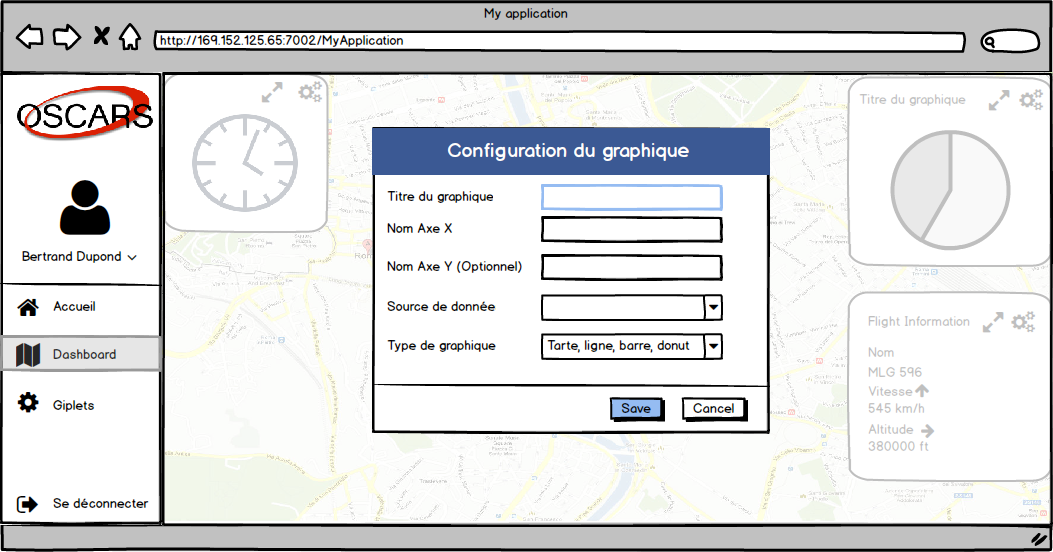 My application
http://169.152.125.65:7002/MyApplication
OSCARS
Bertrand Dupond
Accueil
Dashboard
Giplets
Se déconnecter
Configuration du graphique
Titre du graphique
Nom Axe X
Nom Axe Y (Optionnel)
Source de donnée
Type de graphique
Tarte, ligne, barre, donut
Save
Cancel
Titre du graphique
Flight Information
Nom
MLG 596
Vitesse
545 km/h
Altitude
380000 ft